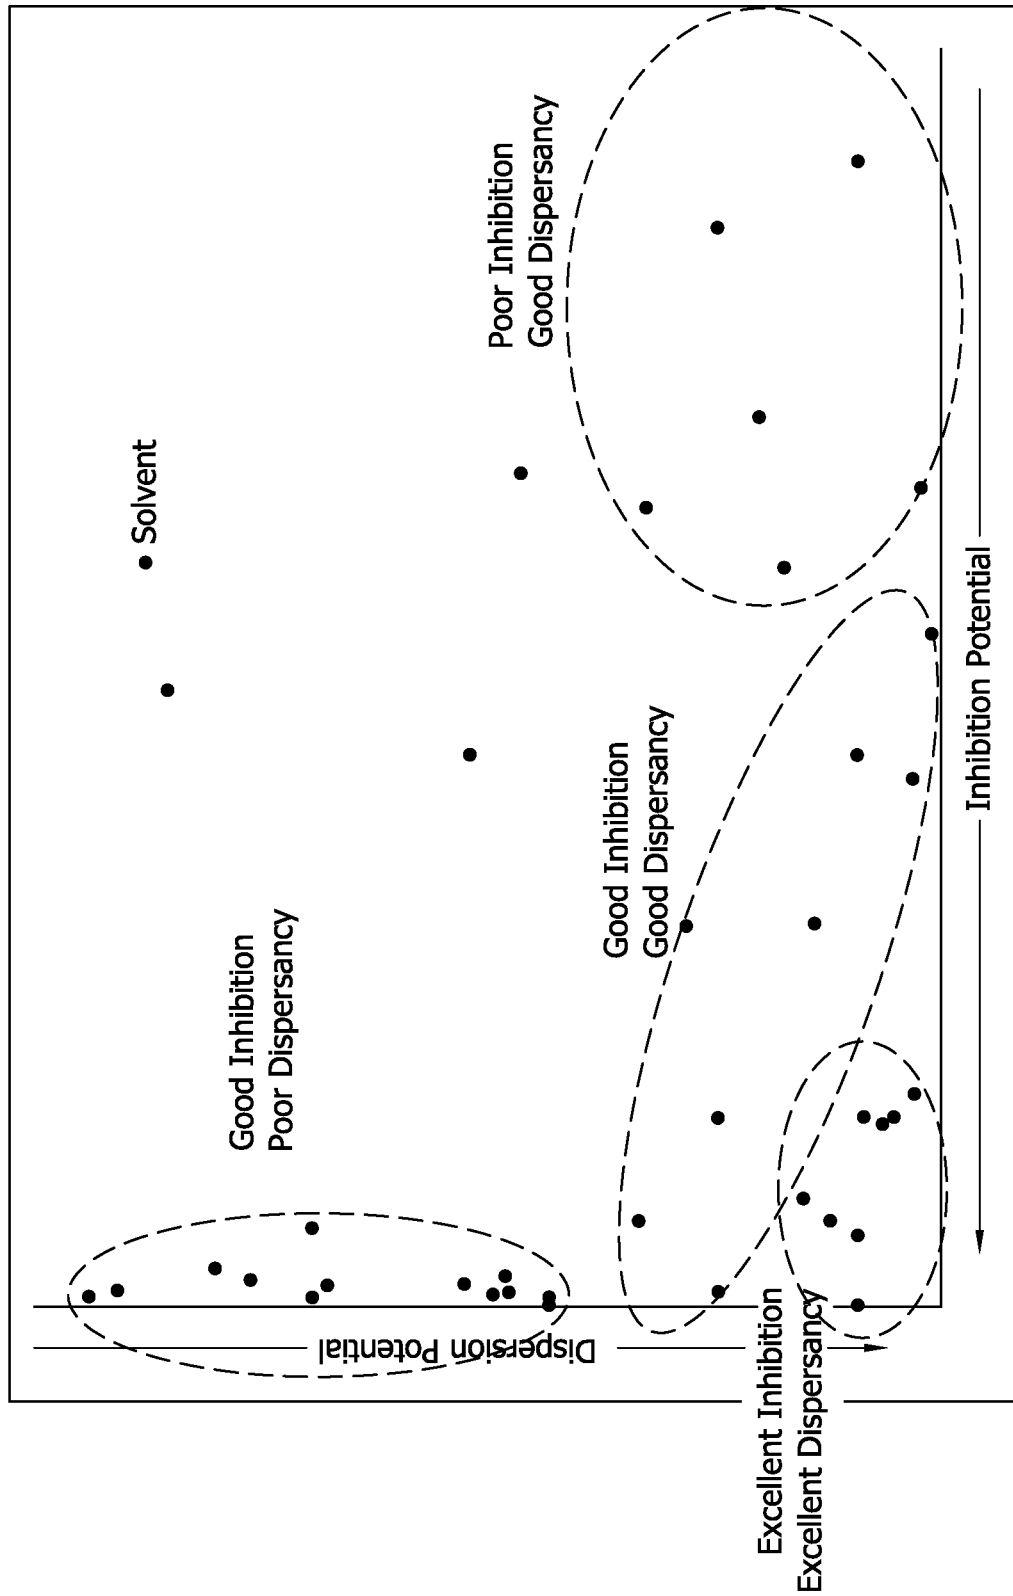 Solvent
Poor Inhibition
Good Dispersancy
Good Inhibition
Poor Dispersancy
Good Inhibition
Good Dispersancy
Excellent Inhibition
Excellent Dispersancy
Dispersion Potential
Inhibition Potential